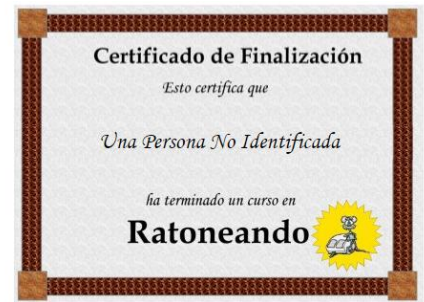 Certificado de Finalización
Esto certifica que
Una Persona No Identificada
ha terminado un curso en
Ratoneando